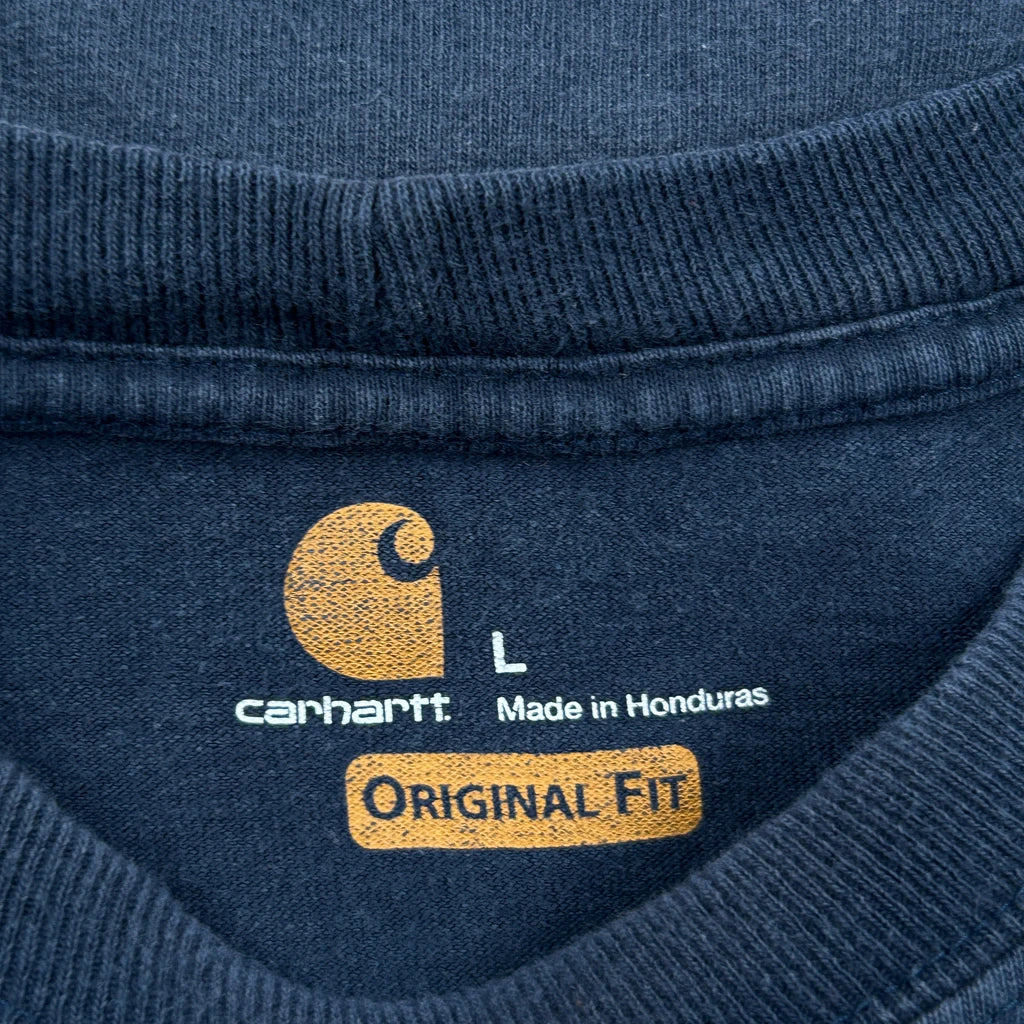 L
carhartt.
Made in Honduras
ORIGINAL FIT